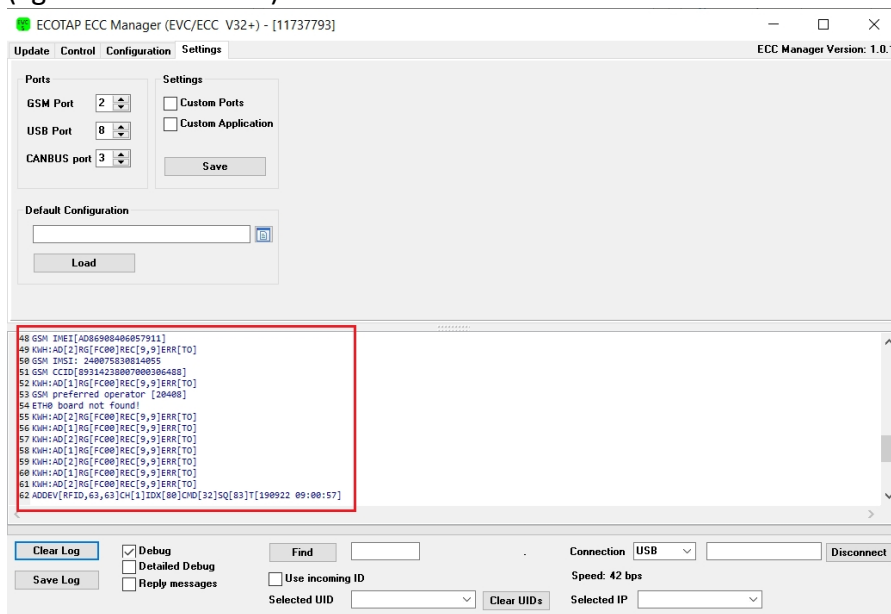 ECOTAP ECC Manager (EVC/ECC V32+) - [11737793]
Update Control Configuration Settings
ECC Manager Version: 1.0.
Ports
GSM Port 2
USB Port 8
CANBUS port 3
Settings
Custom Ports
Custom Application
Save
Default Configuration
Load
48 GSM IMEI[AD86908406057911]
49 KWH:AD[2]RG[FC00]REC[9,9]ERR[TO]
50 GSM IMSI: 240075830814055
51 GSM CCID[89314238007000306488]
52 KWH:AD[1]RG[FC00]REC[9,9]ERR[TO]
53 GSM preferred operator [20408]
54 ETH0 board not found!
55 KWH:AD[2]RG[FC00]REC[9,9]ERR[TO]
56 KWH:AD[1]RG[FC00]REC[9,9]ERR[TO]
57 KWH:AD[2]RG[FC00]REC[9,9]ERR[TO]
58 KWH:AD[1]RG[FC00]REC[9,9]ERR[TO]
59 KWH:AD[2]RG[FC00]REC[9,9]ERR[TO]
60 KWH:AD[1]RG[FC00]REC[9,9]ERR[TO]
61 KWH:AD[2]RG[FC00]REC[9,9]ERR[TO]
62 ADDEV[RFID,63,63]CH[1]IDX[80]CMD[32]SQ[83]T[190922 09:00:57]
Clear Log
Save Log
Debug
Detailed Debug
Reply messages
Find
.
Use incoming ID
Selected UID
Clear UIDs
Connection USB
Disconnect
Speed: 42 bps
Selected IP